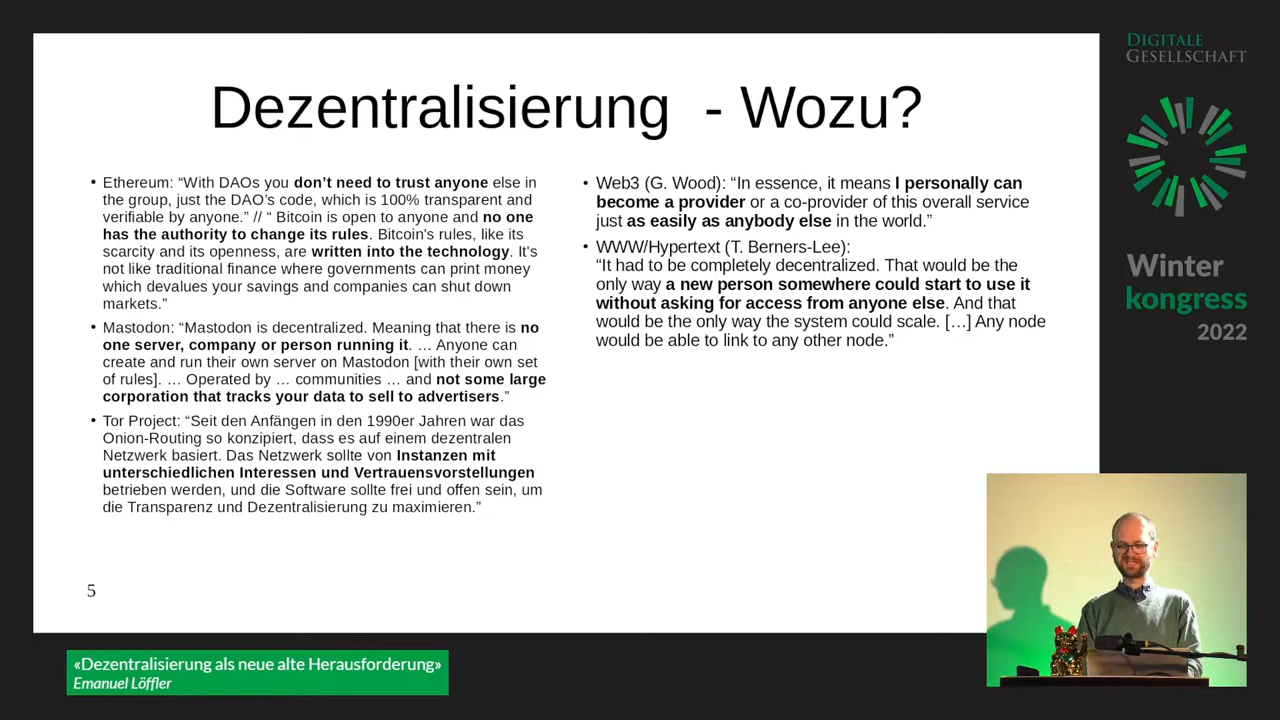 Dezentralisierung - Wozu?
• Ethereum: “With DAOs you don’t need to trust anyone else in
the group, just the DAO’s code, which is 100% transparent and
verifiable by anyone.” // “ Bitcoin is open to anyone and no one
has the authority to change its rules. Bitcoin's rules, like its
scarcity and its openness, are written into the technology. It’s
not like traditional finance where governments can print money
which devalues your savings and companies can shut down
markets.”
• Mastodon: “Mastodon is decentralized. Meaning that there is no
one server, company or person running it. … Anyone can
create and run their own server on Mastodon [with their own set
of rules]. … Operated by … communities … and not some large
corporation that tracks your data to sell to advertisers.”
• Tor Project: “Seit den Anfängen in den 1990er Jahren war das
Onion-Routing so konzipiert, dass es auf einem dezentralen
Netzwerk basiert. Das Netzwerk sollte von Instanzen mit
unterschiedlichen Interessen und Vertrauensvorstellungen
betrieben werden, und die Software sollte frei und offen sein, um
die Transparenz und Dezentralisierung zu maximieren.”
• Web3 (G. Wood): “In essence, it means I personally can
become a provider or a co-provider of this overall service
just as easily as anybody else in the world.”
• WWW/Hypertext (T. Berners-Lee):
“It had to be completely decentralized. That would be the
only way a new person somewhere could start to use it
without asking for access from anyone else. And that
would be the only way the system could scale. […] Any node
would be able to link to any other node.”
5
DIGITALE
GESELLSCHAFT
Winter
kongress
2022
«Dezentralisierung als neue alte Herausforderung»
Emanuel Löffler